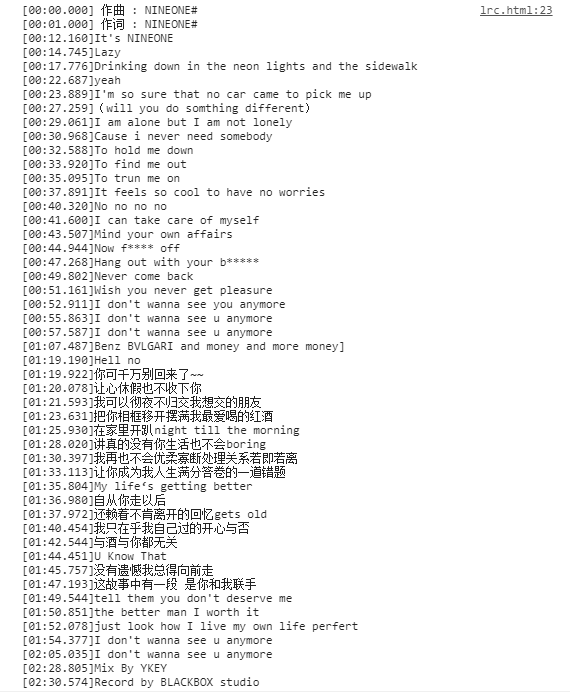 [00:00.000] 作曲 : NINEONE# lrc.html:23
[00:01.000] 作词 : NINEONE#
[00:12.160]It's NINEONE
[00:14.745]Lazy
[00:17.776]Drinking down in the neon lights and the sidewalk
[00:22.687]yeah
[00:23.889]I'm so sure that no car came to pick me up
[00:27.259]（will you do somthing different)
[00:29.061]I am alone but I am not lonely
[00:30.968]Cause i never need somebody
[00:32.588]To hold me down
[00:33.920]To find me out
[00:35.095]To trun me on
[00:37.891]It feels so cool to have no worries
[00:40.320]No no no no
[00:41.600]I can take care of myself
[00:43.507]Mind your own affairs
[00:44.944]Now f**** off
[00:47.268]Hang out with your b*****
[00:49.802]Never come back
[00:51.161]Wish you never get pleasure
[00:52.911]I don't wanna see you anymore
[00:55.863]I don't wanna see u anymore
[00:57.587]I don't wanna see u anymore
[01:07.487]Benz BVLGARI and money and more money]
[01:19.190]Hell no
[01:19.922]你可千万别回来了~~
[01:20.078]让心休假也不收下你
[01:21.593]我可以彻夜不归交我想交的朋友
[01:23.631]把你相框移开摆满我最爱喝的红酒
[01:25.930]在家里开趴night till the morning
[01:28.020]讲真的没有你生活也不会boring
[01:30.397]我再也不会优柔寡断处理关系若即若离
[01:33.113]让你成为我人生满分答卷的一道错题
[01:35.804]My life's getting better
[01:36.980]自从你走以后
[01:37.972]还赖着不肯离开的回忆gets old
[01:40.454]我只在乎我自己过的开心与否
[01:42.544]与酒与你都无关
[01:44.451]U Know That
[01:45.757]没有遗憾我总得向前走
[01:47.193]这故事中有一段 是你和我联手
[01:49.544]tell them you don't deserve me
[01:50.851]the better man I worth it
[01:52.078]just look how I live my own life perfert
[01:54.377]I don't wanna see u anymore
[02:05.035]I don't wanna see u anymore
[02:28.805]Mix By YKEY
[02:30.574]Record by BLACKBOX studio